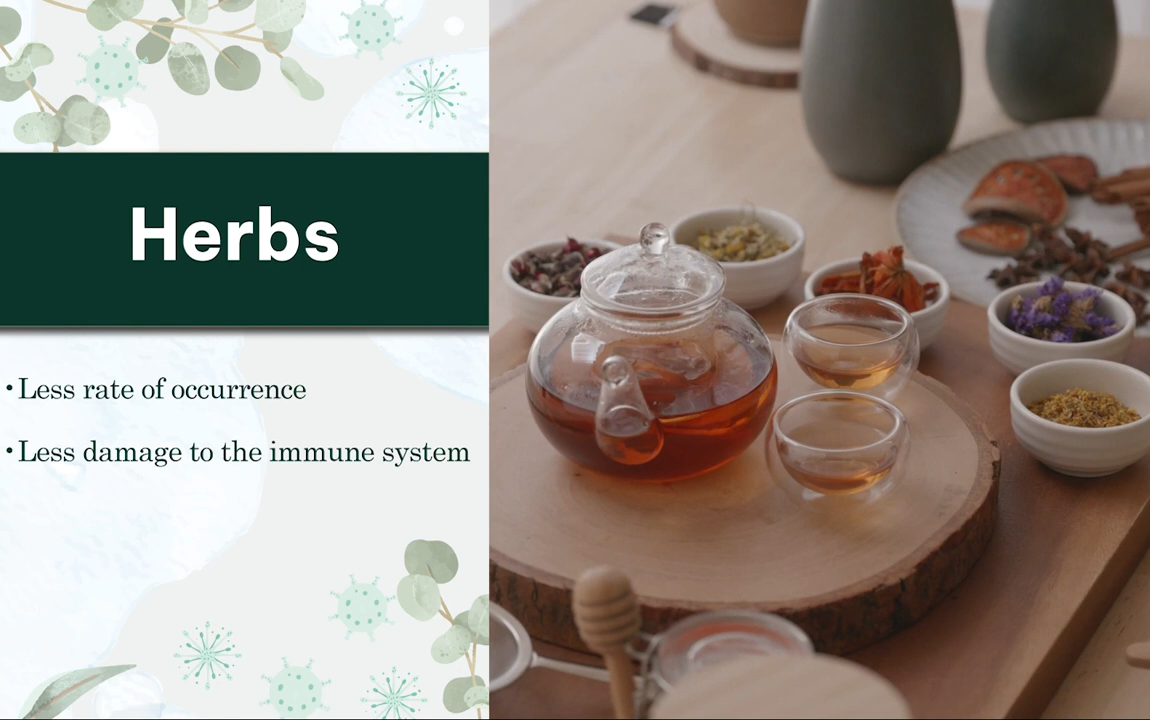 Herbs
•Less rate of occurrence
•Less damage to the immune system